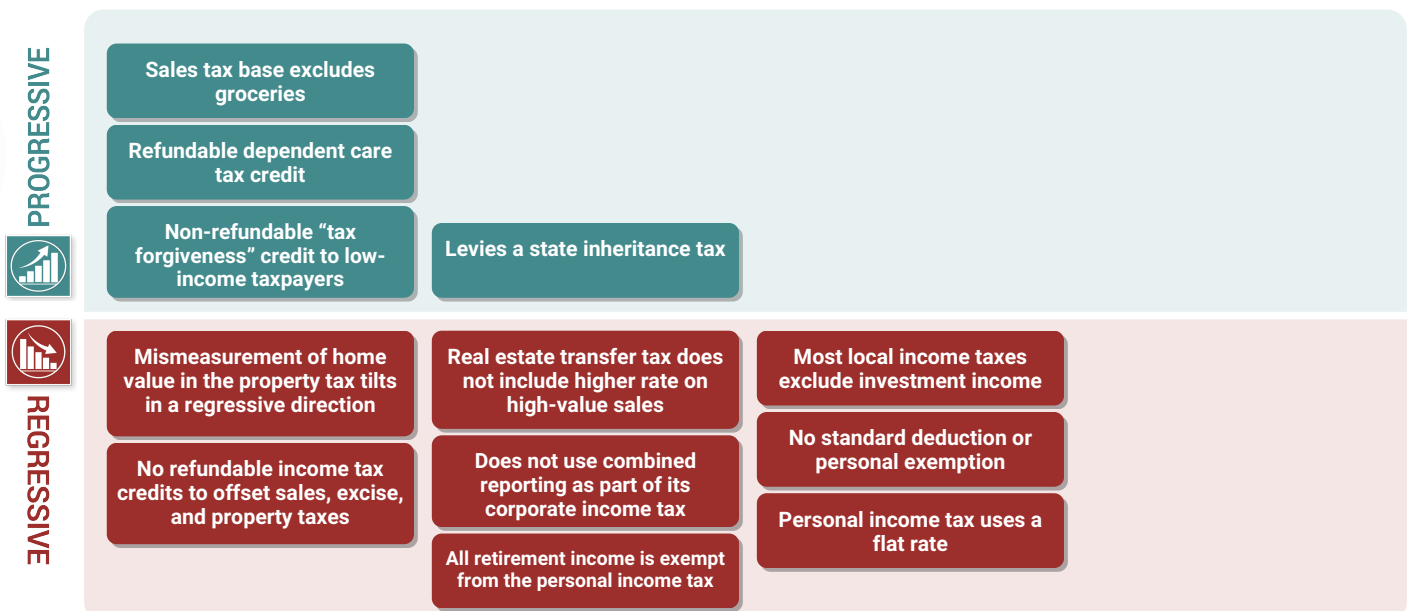 PROGRESSIVE
Sales tax base excludes
groceries
Refundable dependent care
tax credit
Non-refundable “tax
forgiveness” credit to low-
income taxpayers
Levies a state inheritance tax
REGRESSIVE
Mismeasurement of home
value in the property tax tilts
in a regressive direction
No refundable income tax
credits to offset sales, excise,
and property taxes
Real estate transfer tax does
not include higher rate on
high-value sales
Does not use combined
reporting as part of its
corporate income tax
All retirement income is exempt
from the personal income tax
Most local income taxes
exclude investment income
No standard deduction or
personal exemption
Personal income tax uses a
flat rate